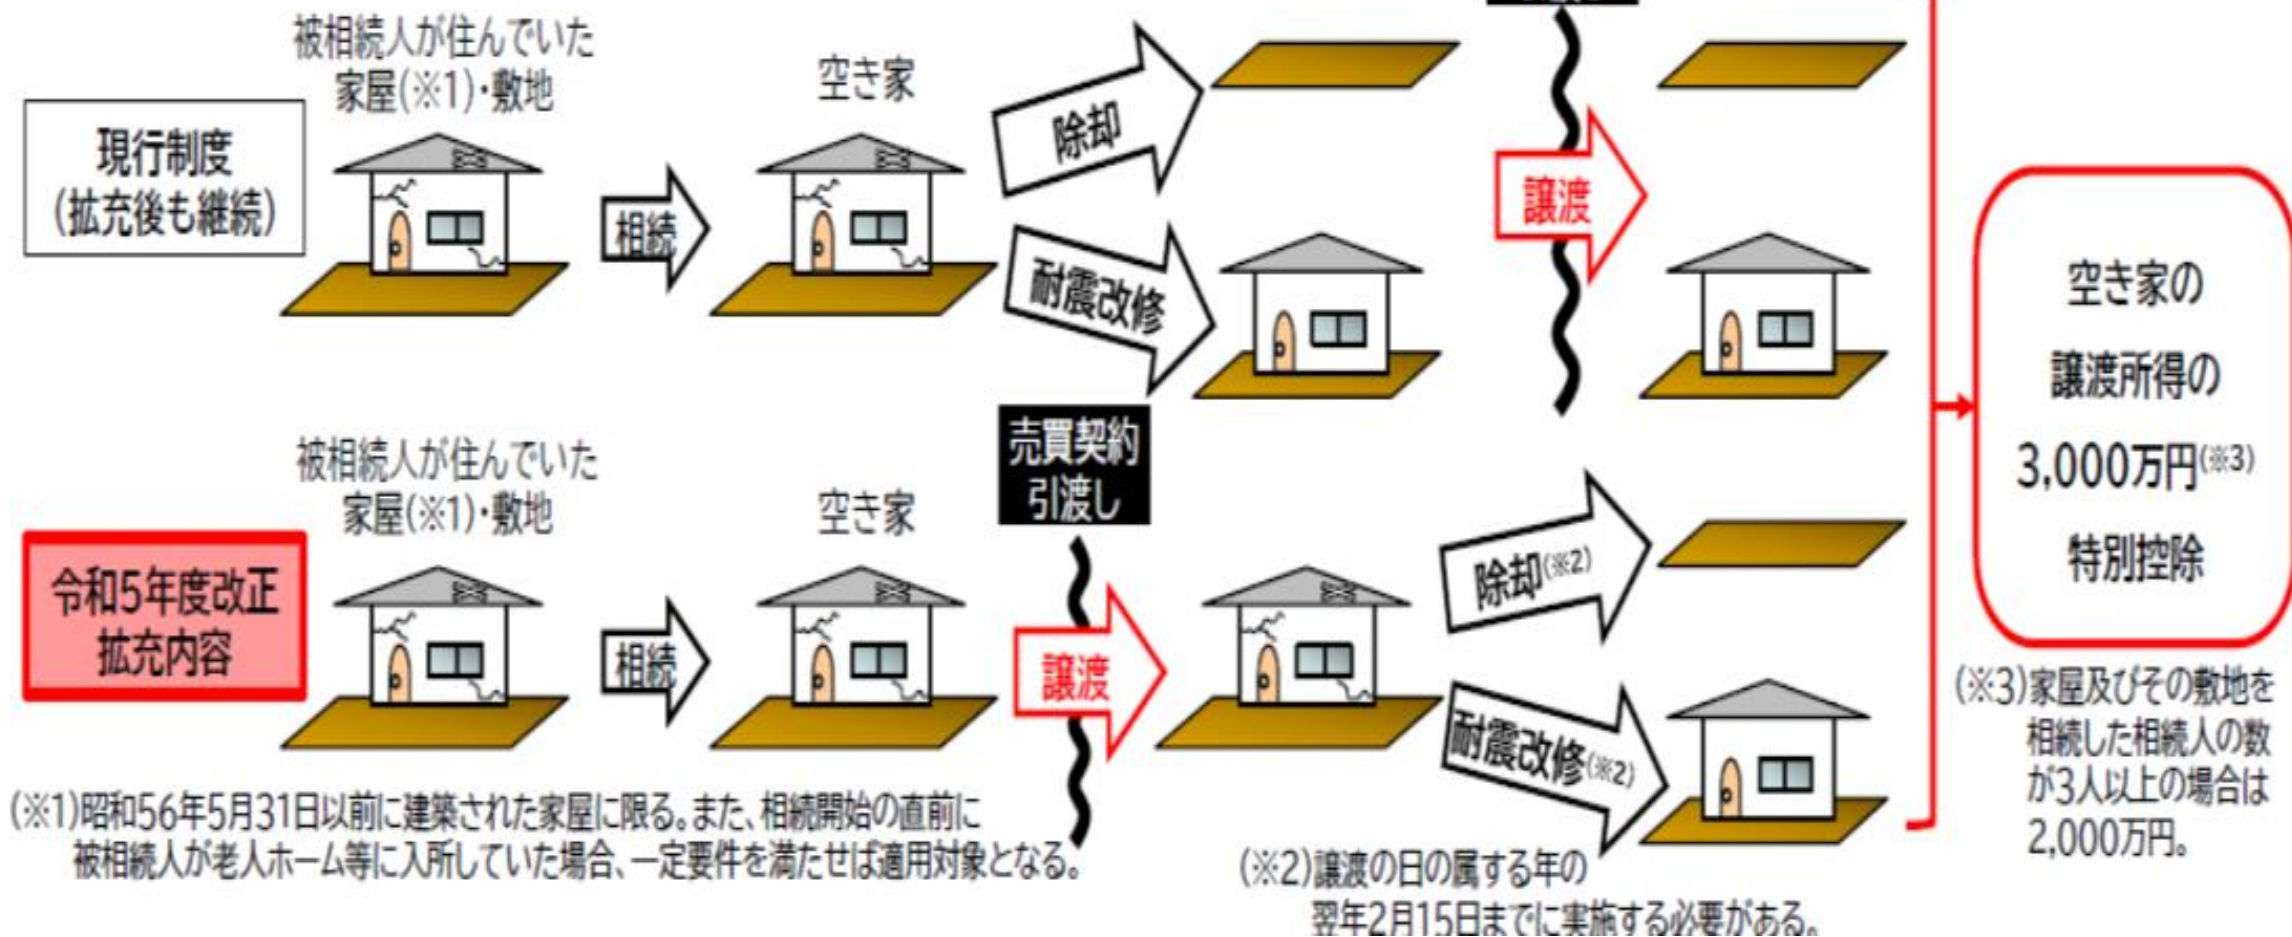 被相続人が住んでいた
家屋(※1)・敷地
空き家
現行制度
(拡充後も継続)
相続
除却
耐震改修
譲渡
被相続人が住んでいた
家屋(※1)・敷地
空き家
売買契約
引渡し
令和5年度改正
拡充内容
相続
譲渡
除却(※2)
耐震改修(※2)
空き家の
譲渡所得の
3,000万円(※3)
特別控除
(※3)家屋及びその敷地を
相続した相続人の数
が3人以上の場合は
2,000万円。
(※1)昭和56年5月31日以前に建築された家屋に限る。また、相続開始の直前に
被相続人が老人ホーム等に入所していた場合、一定要件を満たせば適用対象となる。
(※2)譲渡の日の属する年の
翌年2月15日までに実施する必要がある。